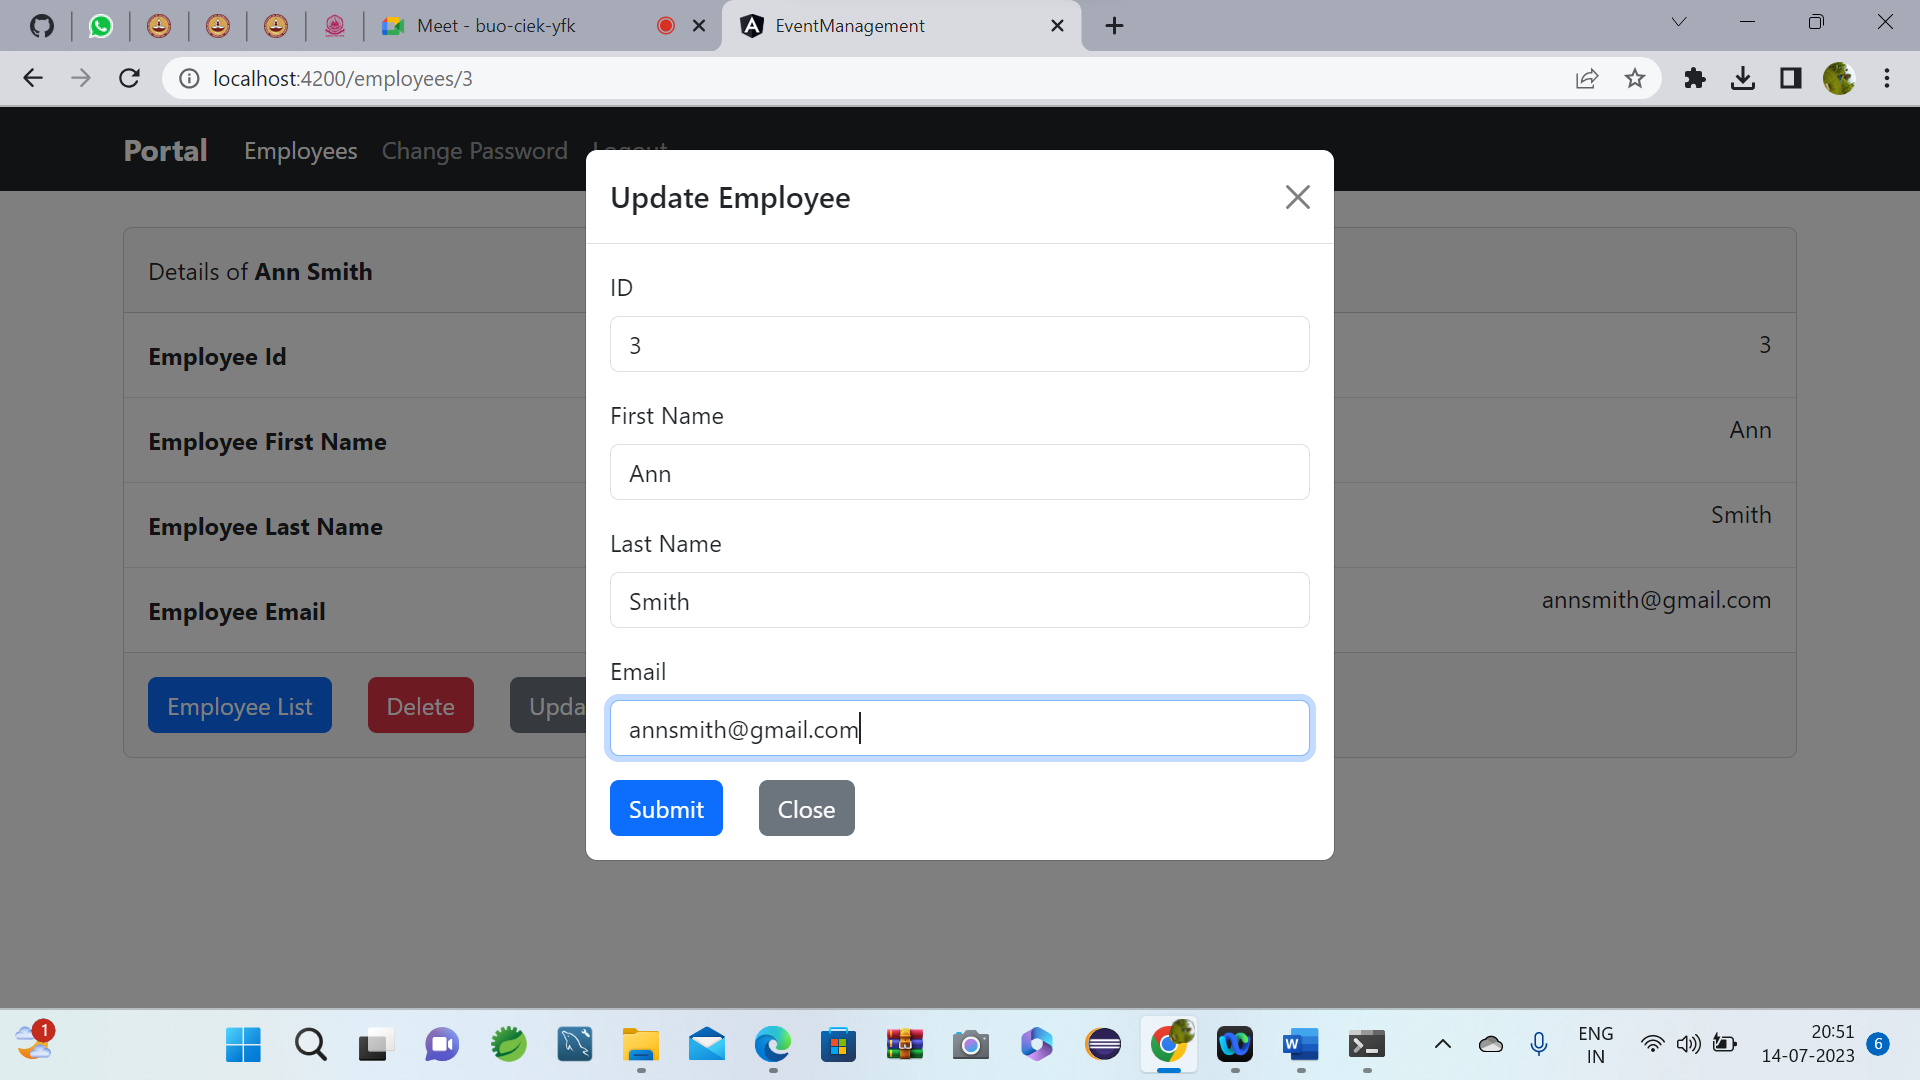 Meet - buo-ciek-yfk
EventManagement
localhost:4200/employees/3
Portal Employees Change Password Logout
Update Employee
Details of Ann Smith
ID
3
Employee Id 3
First Name
Ann
Employee First Name Ann
Last Name
Smith
Employee Last Name Smith
Email
annsmith@gmail.com
Employee Email annsmith@gmail.com
Employee List Delete Upda
Submit Close
1
W
ENG
IN
20:51
14-07-2023
6